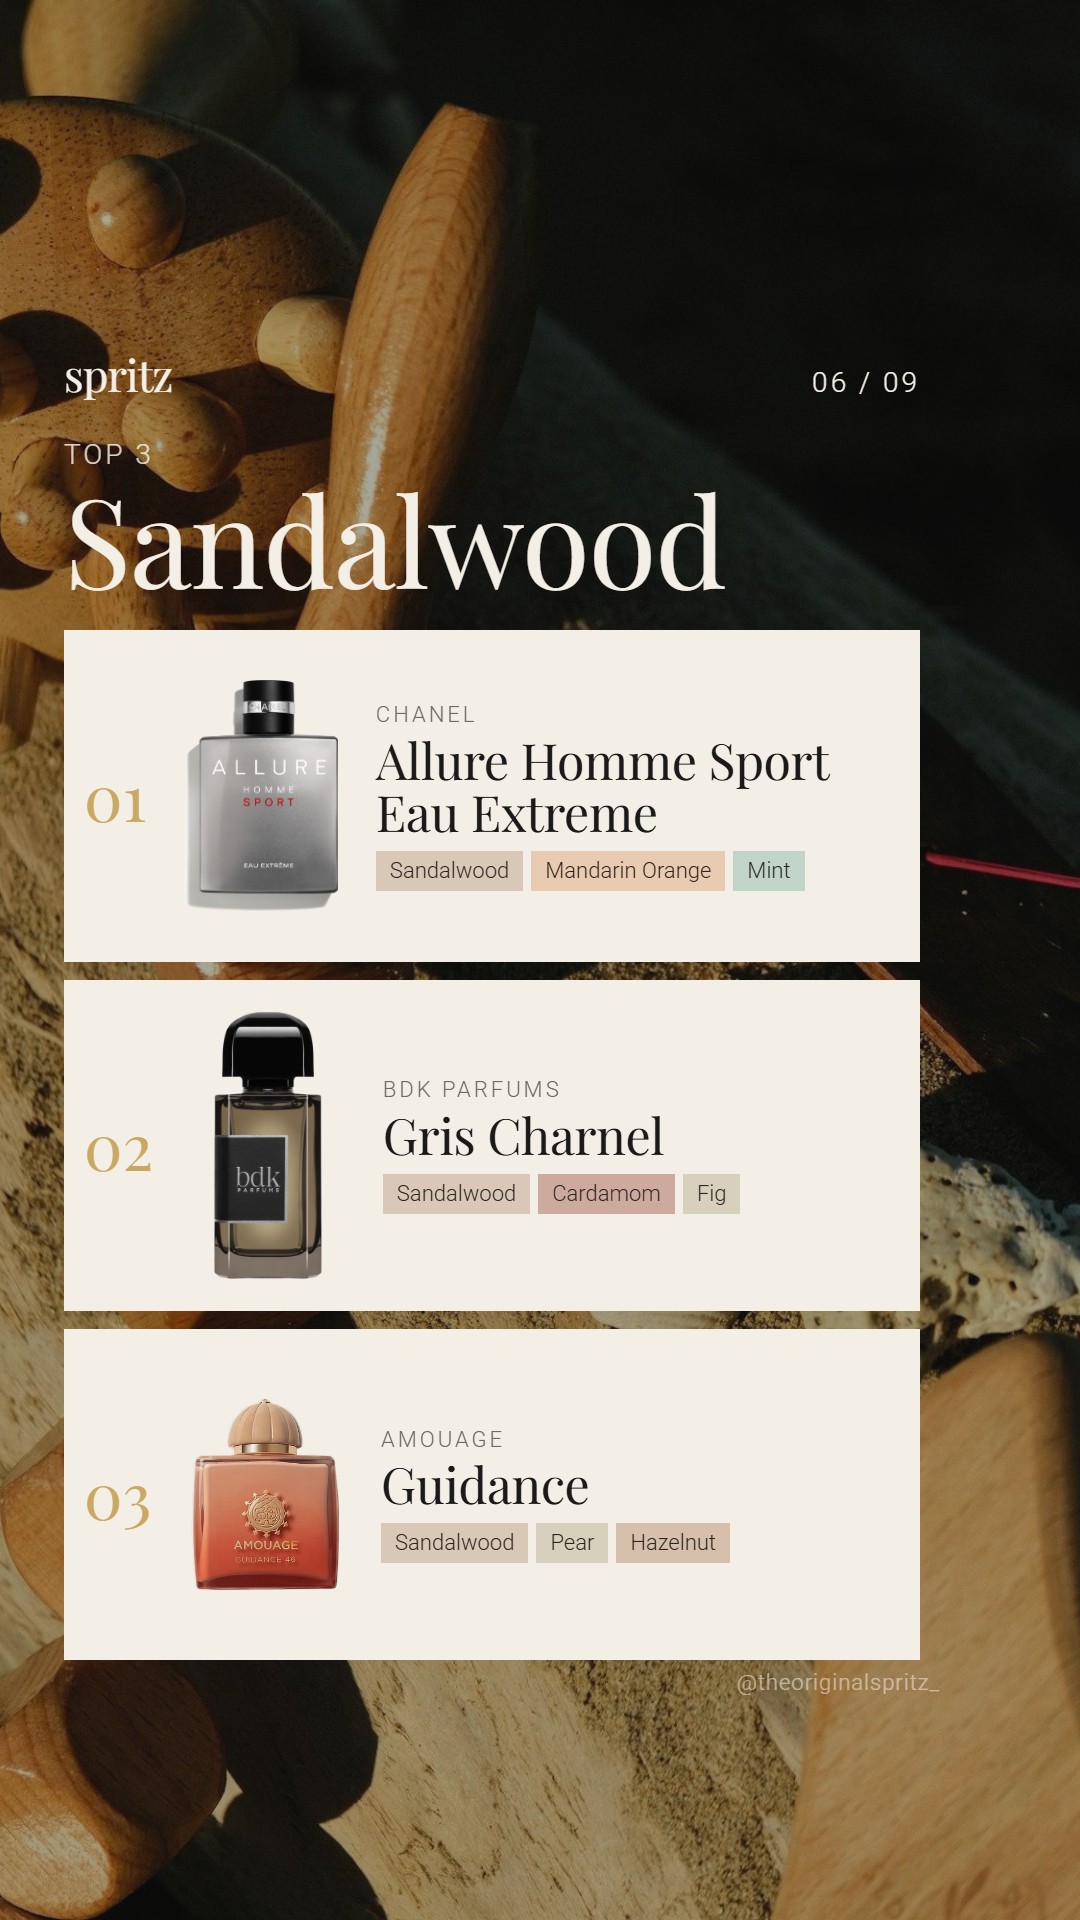 spritz
06 / 09
TOP 3
Sandalwood
01
ALLURE
HOMME
SPORT
EAU EXTRÊME
CHANEL
Allure Homme Sport
Eau Extreme
Sandalwood Mandarin Orange Mint
02
bdk
PARFUMS
BDK PARFUMS
Gris Charnel
Sandalwood Cardamom Fig
03
AMOUAGE
GUIDANCE 46
AMOUAGE
Guidance
Sandalwood Pear Hazelnut
@theoriginalspritz_